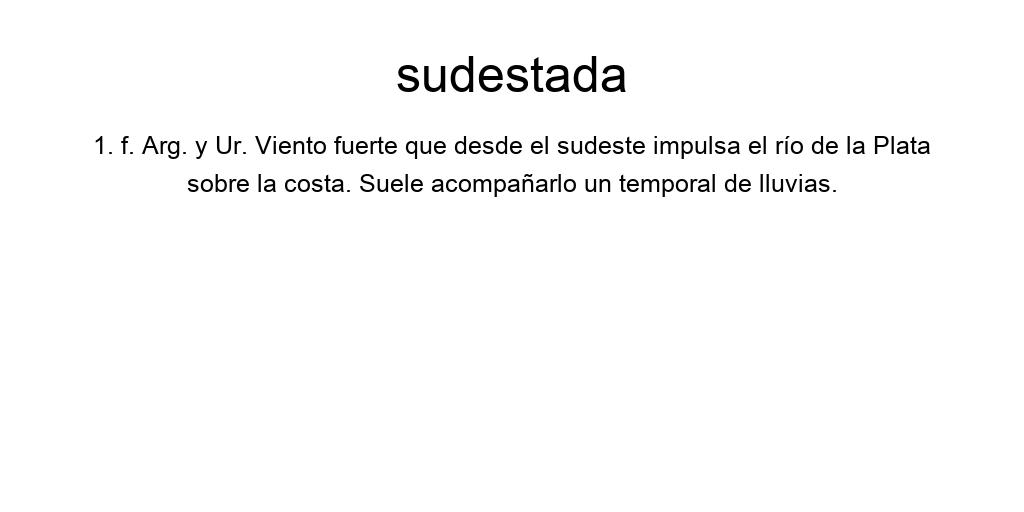 sudestada
1. f. Arg. y Ur. Viento fuerte que desde el sudeste impulsa el río de la Plata
sobre la costa. Suele acompañarlo un temporal de lluvias.